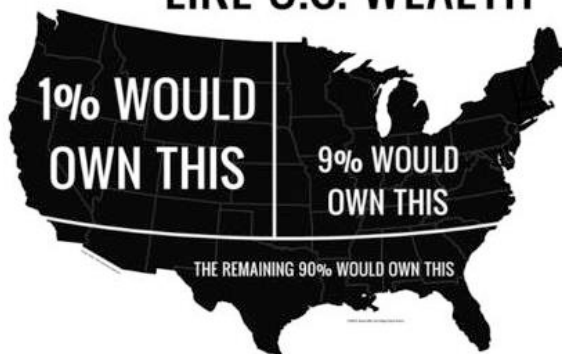 LIKE U.S. WEALTH
1% WOULD
OWN THIS
9% WOULD
OWN THIS
THE REMAINING 90% WOULD OWN THIS